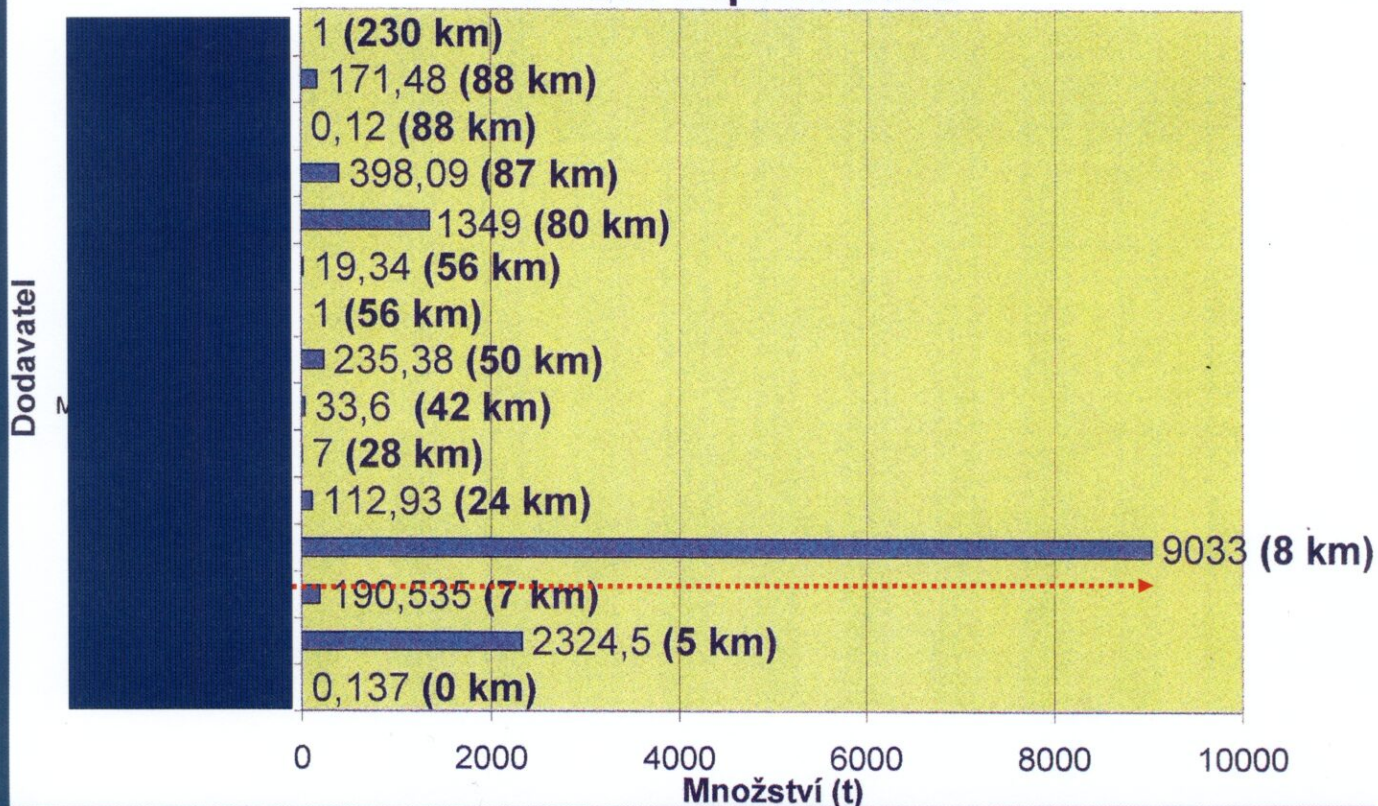 1 (230 km)
171,48 (88 km)
0,12 (88 km)
398,09 (87 km)
1349 (80 km)
19,34 (56 km)
1 (56 km)
235,38 (50 km)
33,6 (42 km)
7 (28 km)
112,93 (24 km)
9033 (8 km)
190,535 (7 km)
2324,5 (5 km)
0,137 (0 km)
Dodavatel
0 2000 4000 6000 8000 10000
Množství (t)